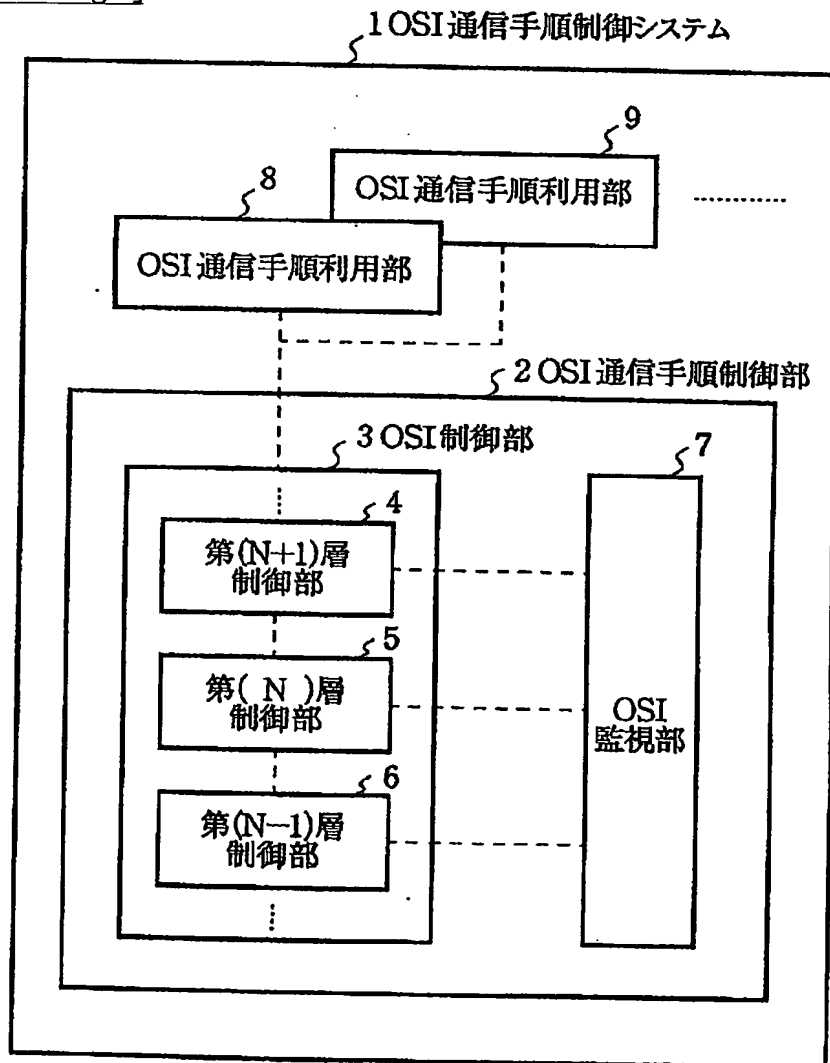 1 OSI通信手順制御システム
9
OSI通信手順利用部
8
OSI通信手順利用部
2 OSI通信手順制御部
3 OSI制御部
7
4
第(N+1)層
制御部
5
第( N )層
制御部
OSI
監視部
6
第(N-1)層
制御部